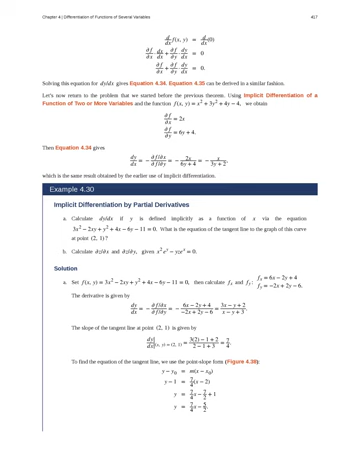 Chapter 4 | Differentiation of Functions of Several Variables 417
d/dx f(x, y) = d/dx (0)
∂f/∂x · dx/dx + ∂f/∂y · dy/dx = 0
∂f/∂x + ∂f/∂y · dy/dx = 0.
Solving this equation for dy/dx gives Equation 4.34. Equation 4.35 can be derived in a similar fashion.
Let's now return to the problem that we started before the previous theorem. Using Implicit Differentiation of a
Function of Two or More Variables and the function f(x, y) = x² + 3y² + 4y − 4, we obtain
∂f/∂x = 2x
∂f/∂y = 6y + 4.
Then Equation 4.34 gives
dy/dx = − (∂f/∂x)/(∂f/∂y) = − 2x/(6y + 4) = − x/(3y + 2),
which is the same result obtained by the earlier use of implicit differentiation.
Example 4.30
Implicit Differentiation by Partial Derivatives
a. Calculate dy/dx if y is defined implicitly as a function of x via the equation
3x² − 2xy + y² + 4x − 6y − 11 = 0. What is the equation of the tangent line to the graph of this curve
at point (2, 1)?
b. Calculate ∂z/∂x and ∂z/∂y, given x²eʸ − yzeˣ = 0.
Solution
a. Set f(x, y) = 3x² − 2xy + y² + 4x − 6y − 11 = 0, then calculate fₓ and f_y: fₓ = 6x − 2y + 4
f_y = −2x + 2y − 6.
The derivative is given by
dy/dx = − (∂f/∂x)/(∂f/∂y) = − (6x − 2y + 4)/(−2x + 2y − 6) = (3x − y + 2)/(x − y + 3).
The slope of the tangent line at point (2, 1) is given by
dy/dx|(x, y) = (2, 1) = (3(2) − 1 + 2)/(2 − 1 + 3) = 7/4.
To find the equation of the tangent line, we use the point-slope form (Figure 4.39):
y − y₀ = m(x − x₀)
y − 1 = 7/4(x − 2)
y = 7/4 x − 7/2 + 1
y = 7/4 x − 5/2.